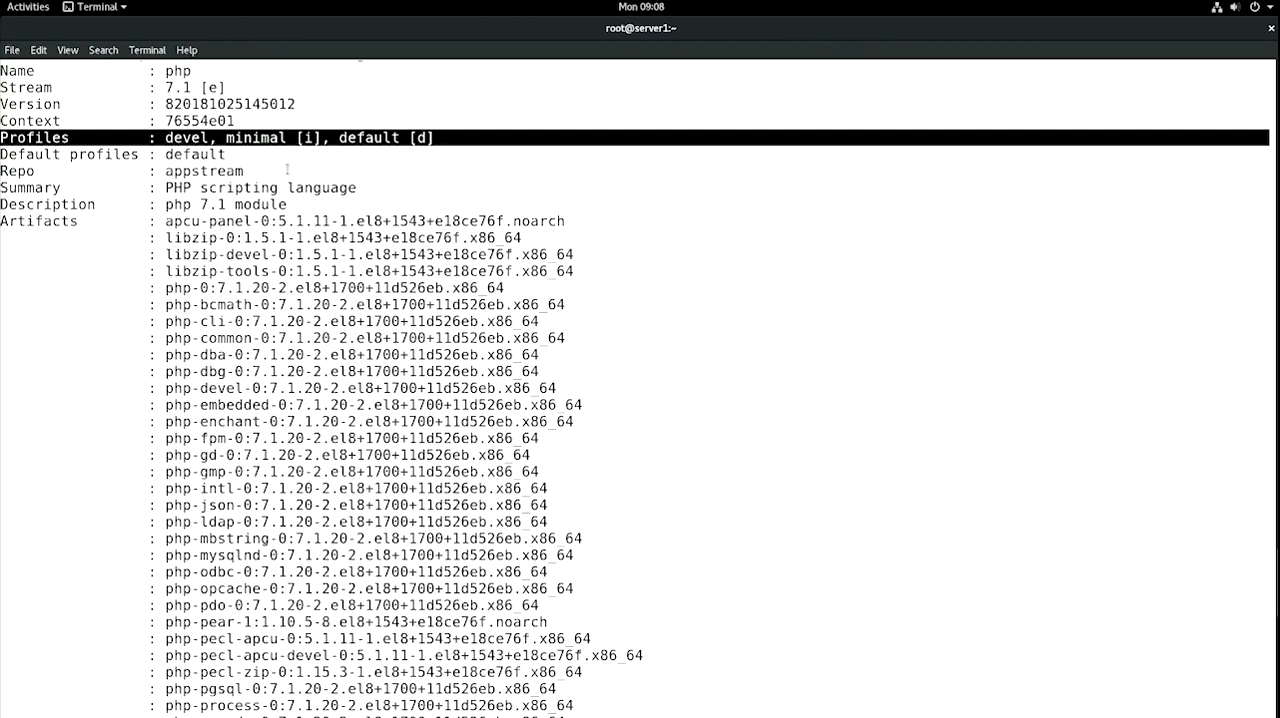 Activities Terminal Mon 09:08
root@server1:~ ×
File Edit View Search Terminal Help
Name : php
Stream : 7.1 [e]
Version : 820181025145012
Context : 76554e01
Profiles : devel, minimal [i], default [d]
Default profiles : default
Repo : appstream
Summary : PHP scripting language
Description : php 7.1 module
Artifacts : apcu-panel-0:5.1.11-1.el8+1543+e18ce76f.noarch
: libzip-0:1.5.1-1.el8+1543+e18ce76f.x86_64
: libzip-devel-0:1.5.1-1.el8+1543+e18ce76f.x86_64
: libzip-tools-0:1.5.1-1.el8+1543+e18ce76f.x86_64
: php-0:7.1.20-2.el8+1700+11d526eb.x86_64
: php-bcmath-0:7.1.20-2.el8+1700+11d526eb.x86_64
: php-cli-0:7.1.20-2.el8+1700+11d526eb.x86_64
: php-common-0:7.1.20-2.el8+1700+11d526eb.x86_64
: php-dba-0:7.1.20-2.el8+1700+11d526eb.x86_64
: php-dbg-0:7.1.20-2.el8+1700+11d526eb.x86_64
: php-devel-0:7.1.20-2.el8+1700+11d526eb.x86_64
: php-embedded-0:7.1.20-2.el8+1700+11d526eb.x86_64
: php-enchant-0:7.1.20-2.el8+1700+11d526eb.x86_64
: php-fpm-0:7.1.20-2.el8+1700+11d526eb.x86_64
: php-gd-0:7.1.20-2.el8+1700+11d526eb.x86_64
: php-gmp-0:7.1.20-2.el8+1700+11d526eb.x86_64
: php-intl-0:7.1.20-2.el8+1700+11d526eb.x86_64
: php-json-0:7.1.20-2.el8+1700+11d526eb.x86_64
: php-ldap-0:7.1.20-2.el8+1700+11d526eb.x86_64
: php-mbstring-0:7.1.20-2.el8+1700+11d526eb.x86_64
: php-mysqlnd-0:7.1.20-2.el8+1700+11d526eb.x86_64
: php-odbc-0:7.1.20-2.el8+1700+11d526eb.x86_64
: php-opcache-0:7.1.20-2.el8+1700+11d526eb.x86_64
: php-pdo-0:7.1.20-2.el8+1700+11d526eb.x86_64
: php-pear-1:1.10.5-8.el8+1543+e18ce76f.noarch
: php-pecl-apcu-0:5.1.11-1.el8+1543+e18ce76f.x86_64
: php-pecl-apcu-devel-0:5.1.11-1.el8+1543+e18ce76f.x86_64
: php-pecl-zip-0:1.15.3-1.el8+1543+e18ce76f.x86_64
: php-pgsql-0:7.1.20-2.el8+1700+11d526eb.x86_64
: php-process-0:7.1.20-2.el8+1700+11d526eb.x86_64